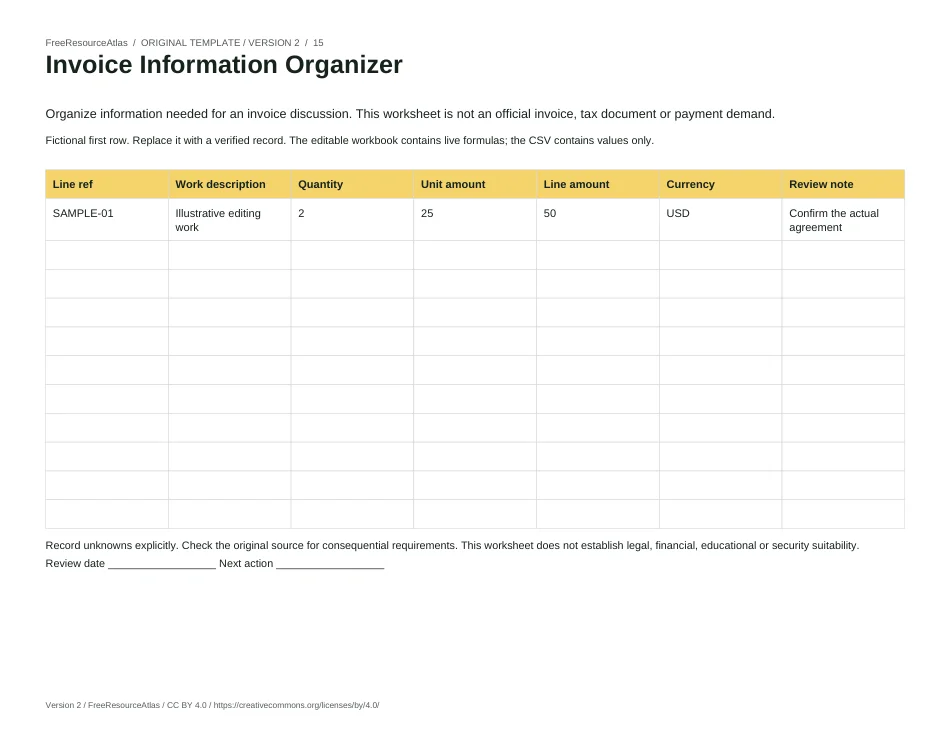 FreeResourceAtlas / ORIGINAL TEMPLATE / VERSION 2 / 15
Invoice Information Organizer
Organize information needed for an invoice discussion. This worksheet is not an official invoice, tax document or payment demand.
Fictional first row. Replace it with a verified record. The editable workbook contains live formulas; the CSV contains values only.
Line ref Work description Quantity Unit amount Line amount Currency Review note
SAMPLE-01 Illustrative editing 2 25 50 USD Confirm the actual
work agreement
Record unknowns explicitly. Check the original source for consequential requirements. This worksheet does not establish legal, financial, educational or security suitability.
Review date __________________ Next action __________________
Version 2 / FreeResourceAtlas / CC BY 4.0 / https://creativecommons.org/licenses/by/4.0/